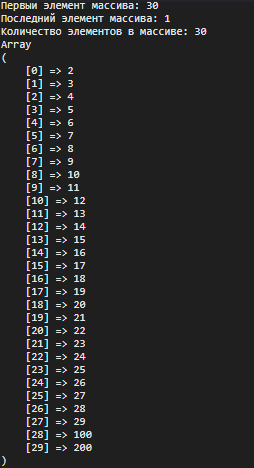 Первый элемент массива: 30
Последний элемент массива: 1
Количество элементов в массиве: 30
Array
(
    [0] => 2
    [1] => 3
    [2] => 4
    [3] => 5
    [4] => 6
    [5] => 7
    [6] => 8
    [7] => 9
    [8] => 10
    [9] => 11
    [10] => 12
    [11] => 13
    [12] => 14
    [13] => 15
    [14] => 16
    [15] => 17
    [16] => 18
    [17] => 19
    [18] => 20
    [19] => 21
    [20] => 22
    [21] => 23
    [22] => 24
    [23] => 25
    [24] => 26
    [25] => 27
    [26] => 28
    [27] => 29
    [28] => 100
    [29] => 200
)